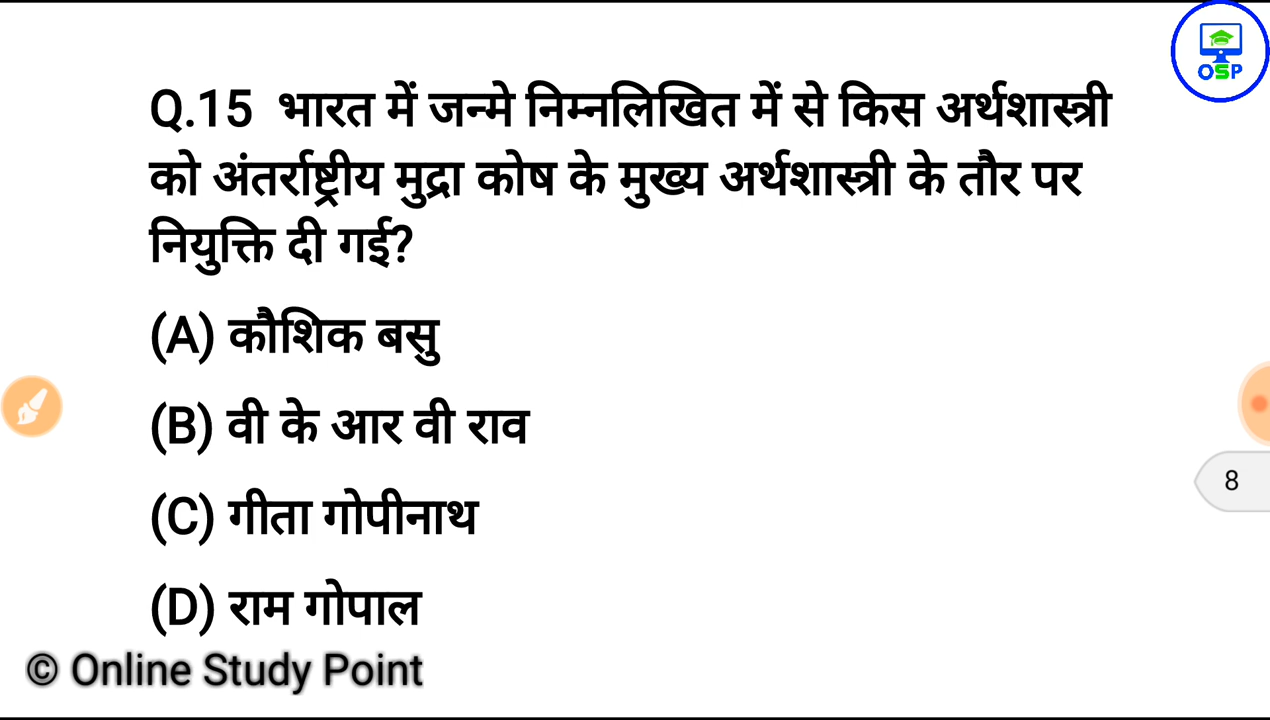 OSP
Q.15 भारत में जन्मे निम्नलिखित में से किस अर्थशास्त्री
को अंतर्राष्ट्रीय मुद्रा कोष के मुख्य अर्थशास्त्री के तौर पर
नियुक्ति दी गई?
(A) कौशिक बसु
(B) वी के आर वी राव
(C) गीता गोपीनाथ
8
(D) राम गोपाल
© Online Study Point